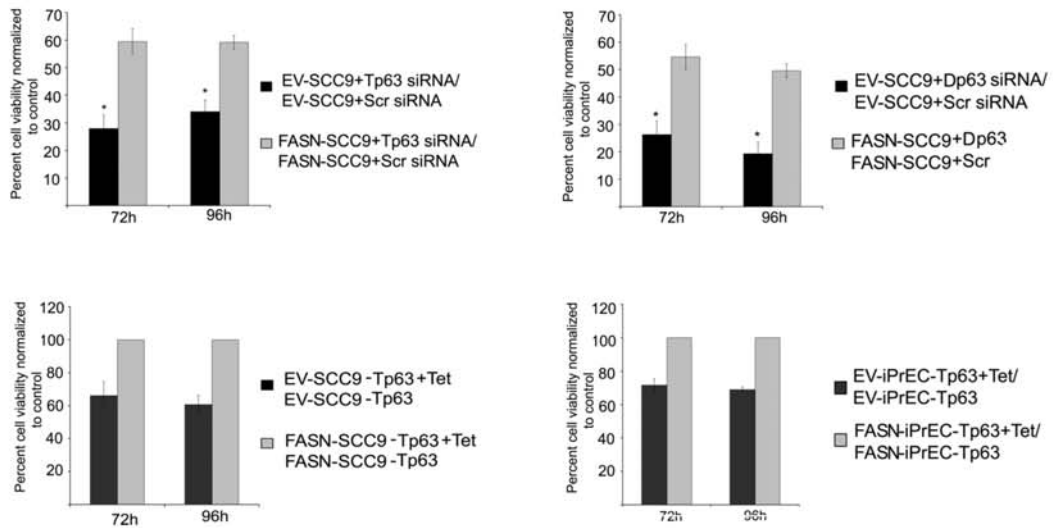 Percent cell viability normalized
to control
70
60
50
40
30
20
10
*
*
72h
96h
EV-SCC9+Tp63 siRNA/
EV-SCC9+Scr siRNA
FASN-SCC9+Tp63 siRNA/
FASN-SCC9+Scr siRNA
Percent cell viability normalized
to control
70
60
50
40
30
20
10
*
*
72h
96h
EV-SCC9+Dp63 siRNA/
EV-SCC9+Scr siRNA
FASN-SCC9+Dp63
FASN-SCC9+Scr
Percent cell viability normalized
to control
120
100
80
60
40
20
72h
96h
EV-SCC9-Tp63+Tet
EV-SCC9-Tp63
FASN-SCC9-Tp63+Tet
FASN-SCC9-Tp63
Percent cell viability normalized
to control
120
100
80
60
40
20
72h
96h
EV-iPrEC-Tp63+Tet/
EV-iPrEC-Tp63
FASN-iPrEC-Tp63+Tet/
FASN-iPrEC-Tp63